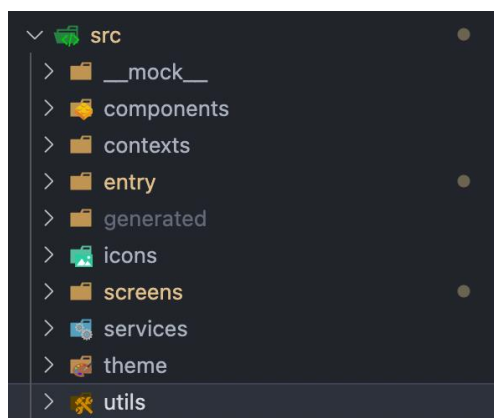 src
__mock__
components
contexts
entry
generated
icons
screens
services
theme
utils